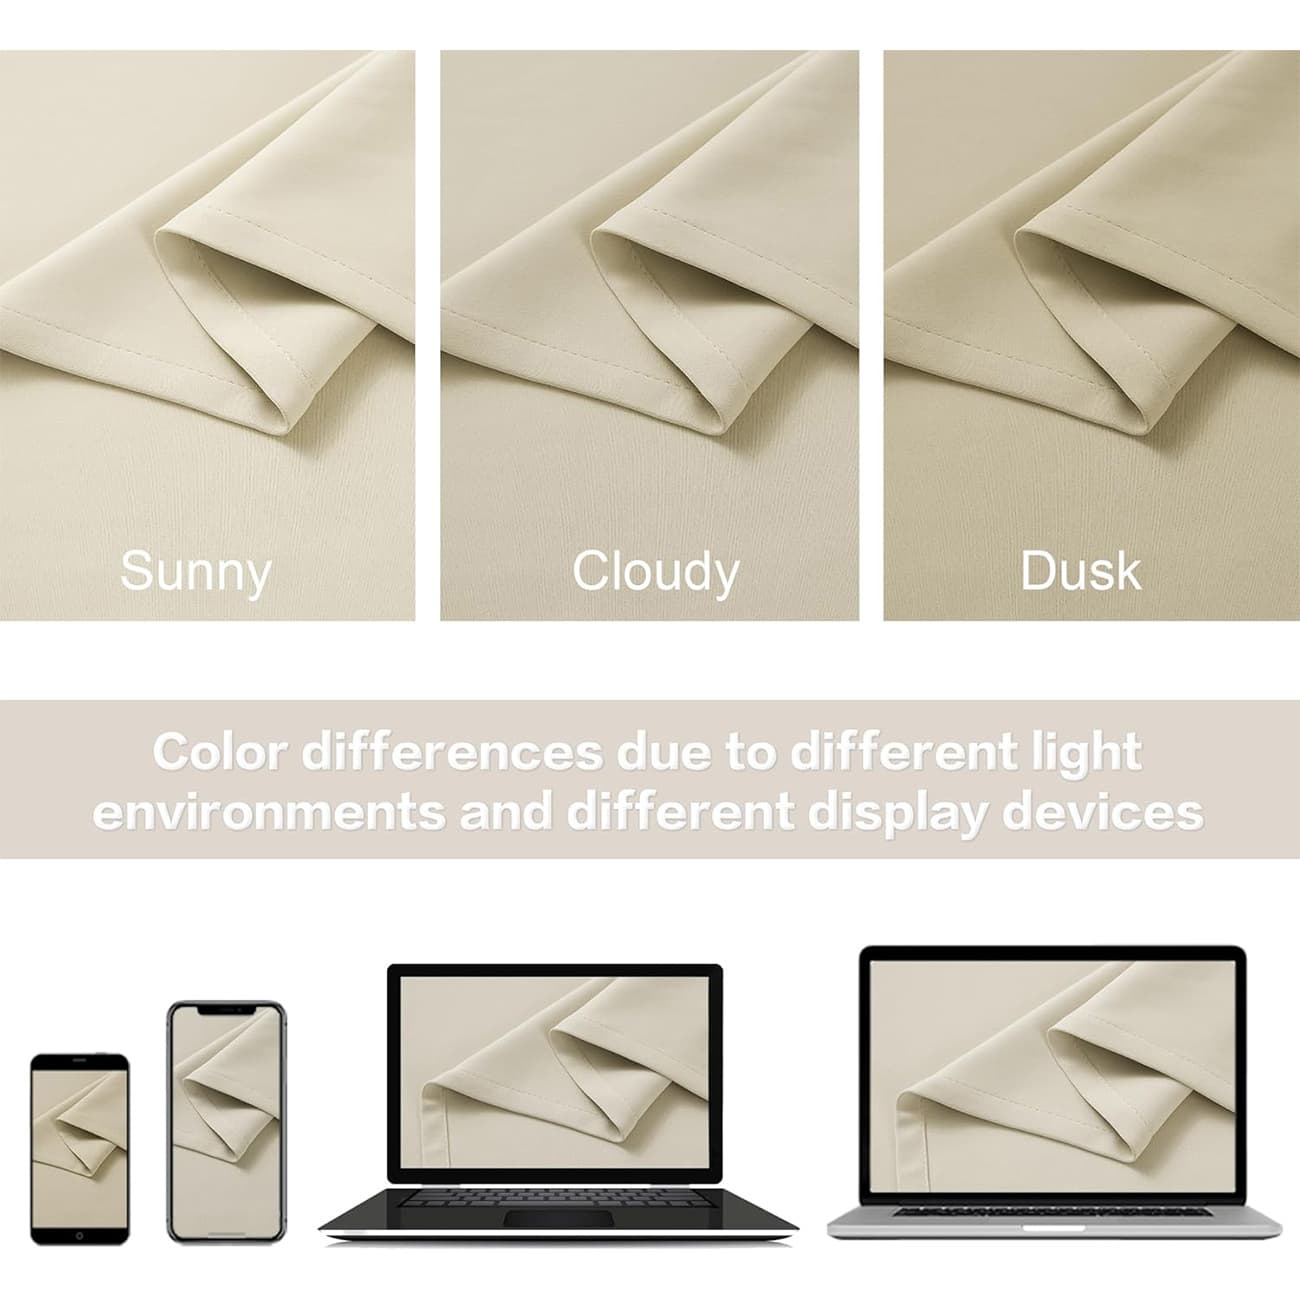 Sunny
Cloudy
Dusk
Color differences due to different light
environments and different display devices